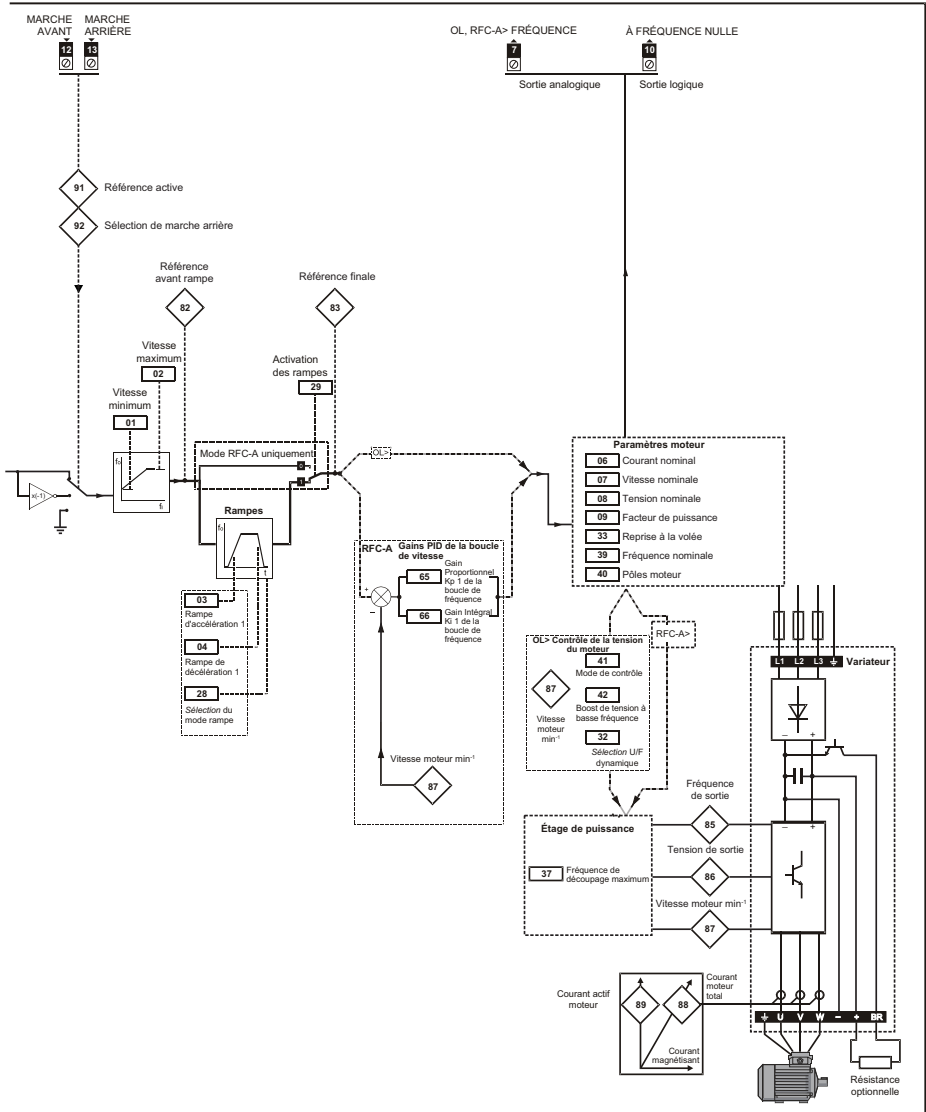 MARCHE
AVANT
MARCHE
ARRIÈRE
12
13
OL, RFC-A> FRÉQUENCE
7
À FRÉQUENCE NULLE
10
Sortie analogique
Sortie logique
91
Référence active
92
Sélection de marche arrière
Référence
avant rampe
82
Référence finale
83
Vitesse
maximum
02
Vitesse
minimum
01
Activation
des rampes
29
Mode RFC-A uniquement
0
1
OL>
x(-1)
f₀
fᵢ
Rampes
f₀
t
03
Rampe
d'accélération 1
04
Rampe de
décélération 1
28
Sélection du
mode rampe
RFC-A
Gains PID de la boucle
de vitesse
+
−
65
Gain
Proportionnel
Kp 1 de la
boucle de
fréquence
66
Gain Intégral
Ki 1 de la
boucle de
fréquence
Vitesse moteur min⁻¹
87
Paramètres moteur
06 Courant nominal
07 Vitesse nominale
08 Tension nominale
09 Facteur de puissance
33 Reprise à la volée
39 Fréquence nominale
40 Pôles moteur
RFC-A>
OL> Contrôle de la tension
du moteur
41
Mode de contrôle
42
Boost de tension à
basse fréquence
32
Sélection U/F
dynamique
87
Vitesse
moteur
min⁻¹
Étage de puissance
37 Fréquence de
découpage maximum
Fréquence
de sortie
85
Tension de sortie
86
Vitesse moteur min⁻¹
87
L1 L2 L3
Variateur
− +
− +
U V W − + BR
Courant actif
moteur
89
88
Courant
moteur
total
Courant
magnétisant
Résistance
optionnelle